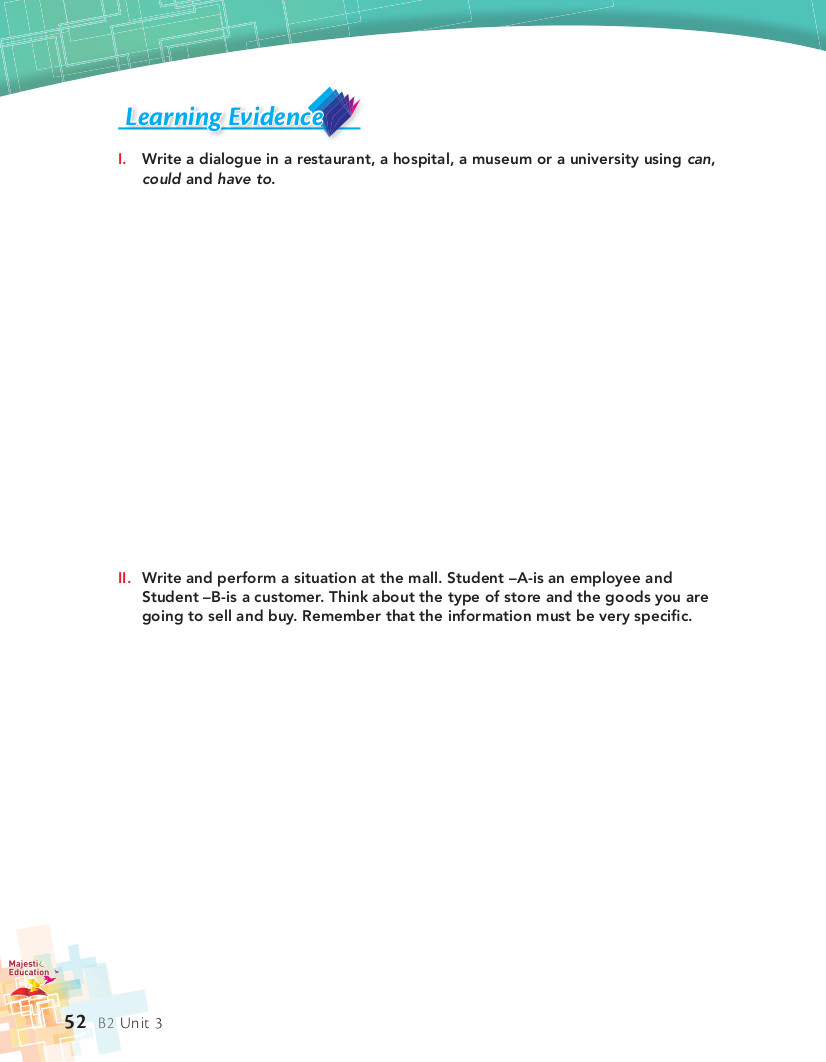 Learning Evidence
I. Write a dialogue in a restaurant, a hospital, a museum or a university using can,
could and have to.
II. Write and perform a situation at the mall. Student –A-is an employee and
Student –B-is a customer. Think about the type of store and the goods you are
going to sell and buy. Remember that the information must be very specific.
Majestic
Education
52 B2 Unit 3